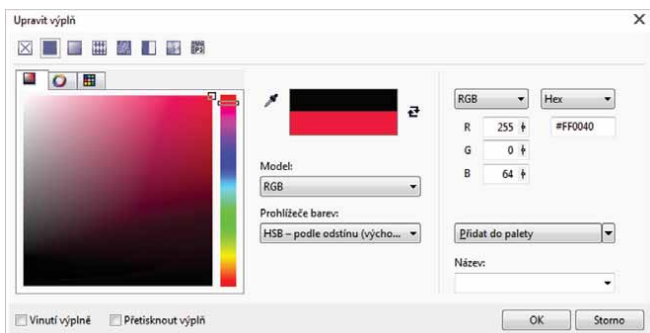 Upravit výplň
RGB
Hex
R 255
#FF0040
G 0
B 64
Model:
RGB
Prohlížeče barev:
HSB – podle odstínu (výcho...
Přidat do palety
Název:
Vinutí výplně
Přetisknout výplň
OK
Storno